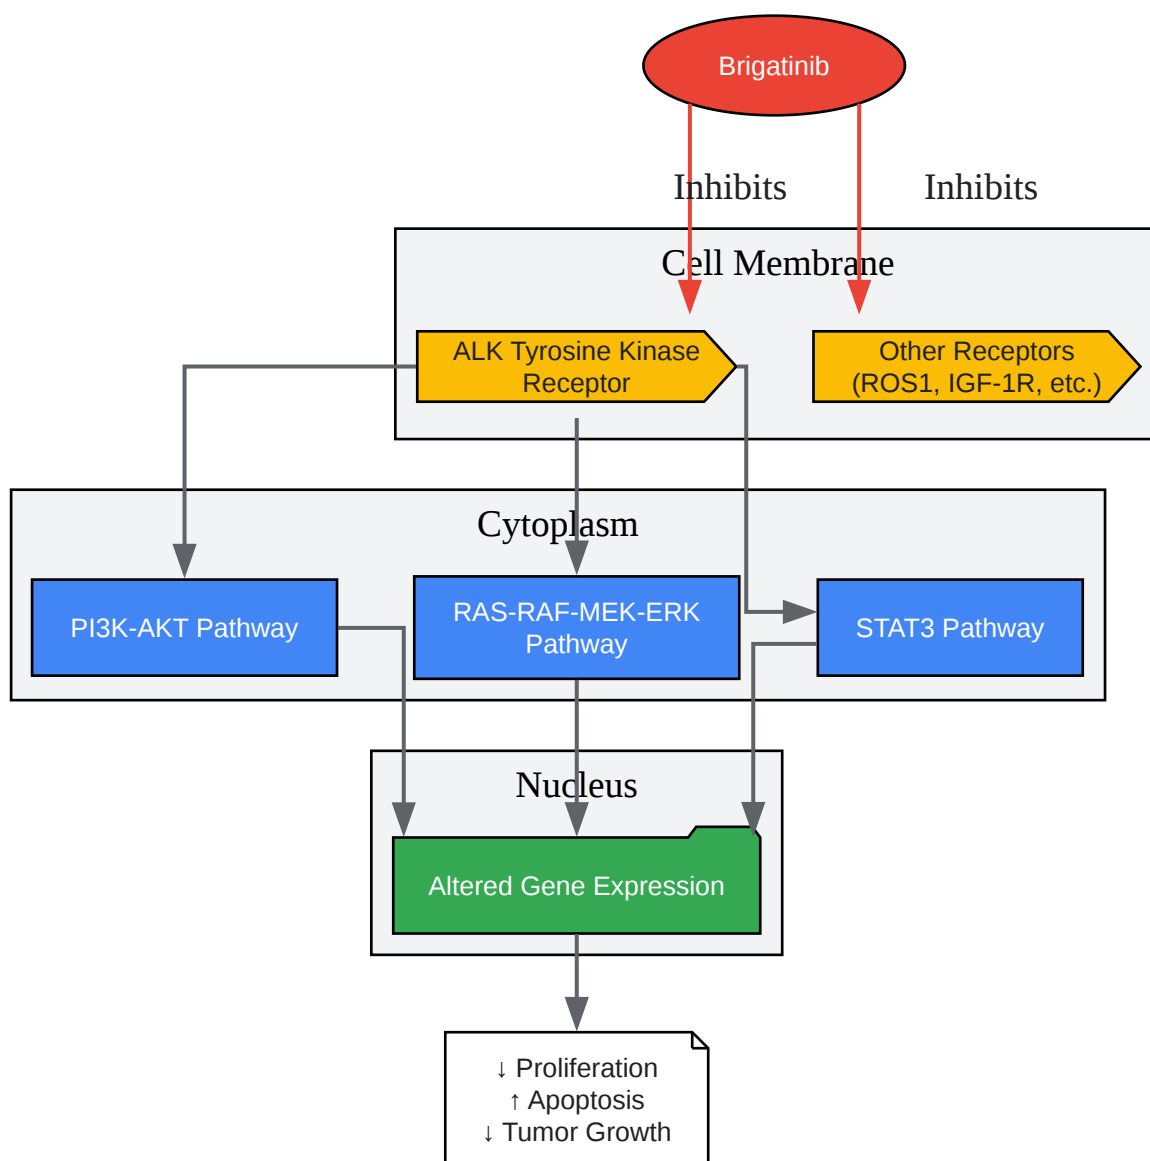 Brigatinib
Inhibits
Inhibits
Cell Membrane
ALK Tyrosine Kinase
Receptor
Other Receptors
(ROS1, IGF-1R, etc.)
Cytoplasm
PI3K-AKT Pathway
RAS-RAF-MEK-ERK
Pathway
STAT3 Pathway
Nucleus
Altered Gene Expression
↓ Proliferation
↑ Apoptosis
↓ Tumor Growth